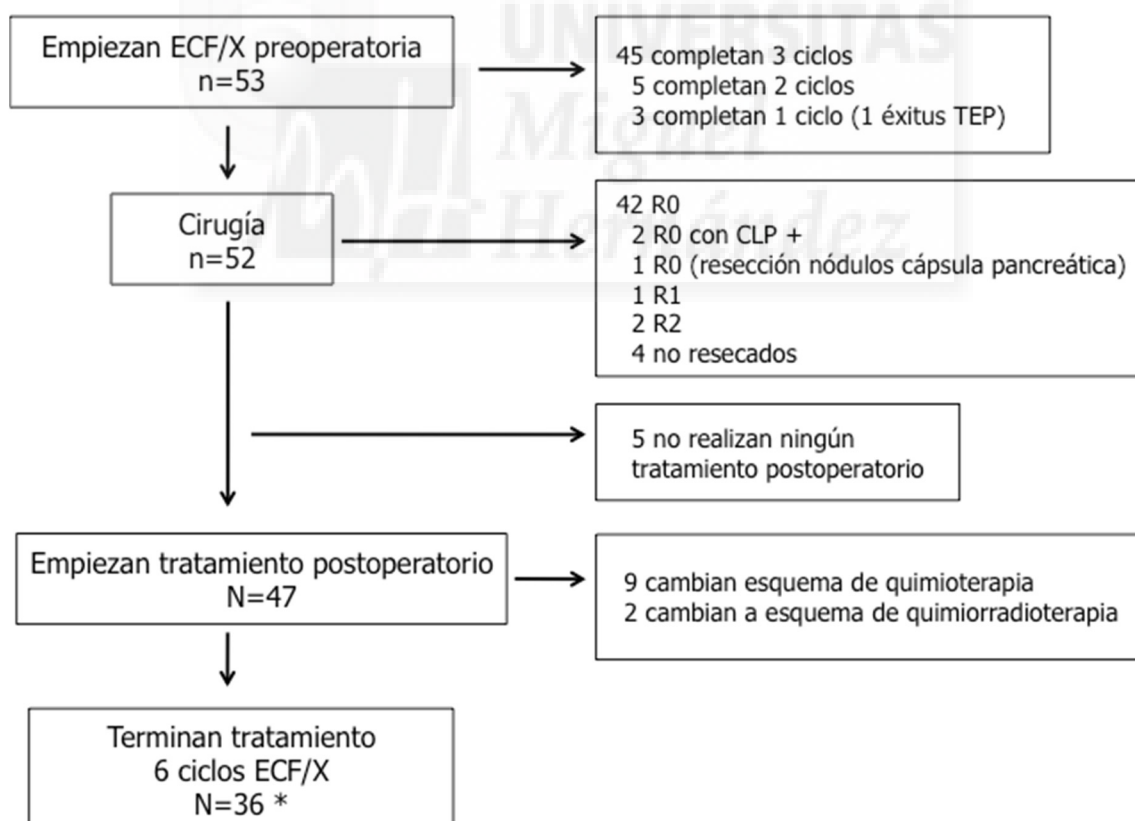 UNIVERSITAS
Miguel
Hernández
Empiezan ECF/X preoperatoria
n=53
45 completan 3 ciclos
5 completan 2 ciclos
3 completan 1 ciclo (1 éxitus TEP)
Cirugía
n=52
42 R0
2 R0 con CLP +
1 R0 (resección nódulos cápsula pancreática)
1 R1
2 R2
4 no resecados
5 no realizan ningún
tratamiento postoperatorio
Empiezan tratamiento postoperatorio
N=47
9 cambian esquema de quimioterapia
2 cambian a esquema de quimiorradioterapia
Terminan tratamiento
6 ciclos ECF/X
N=36 *